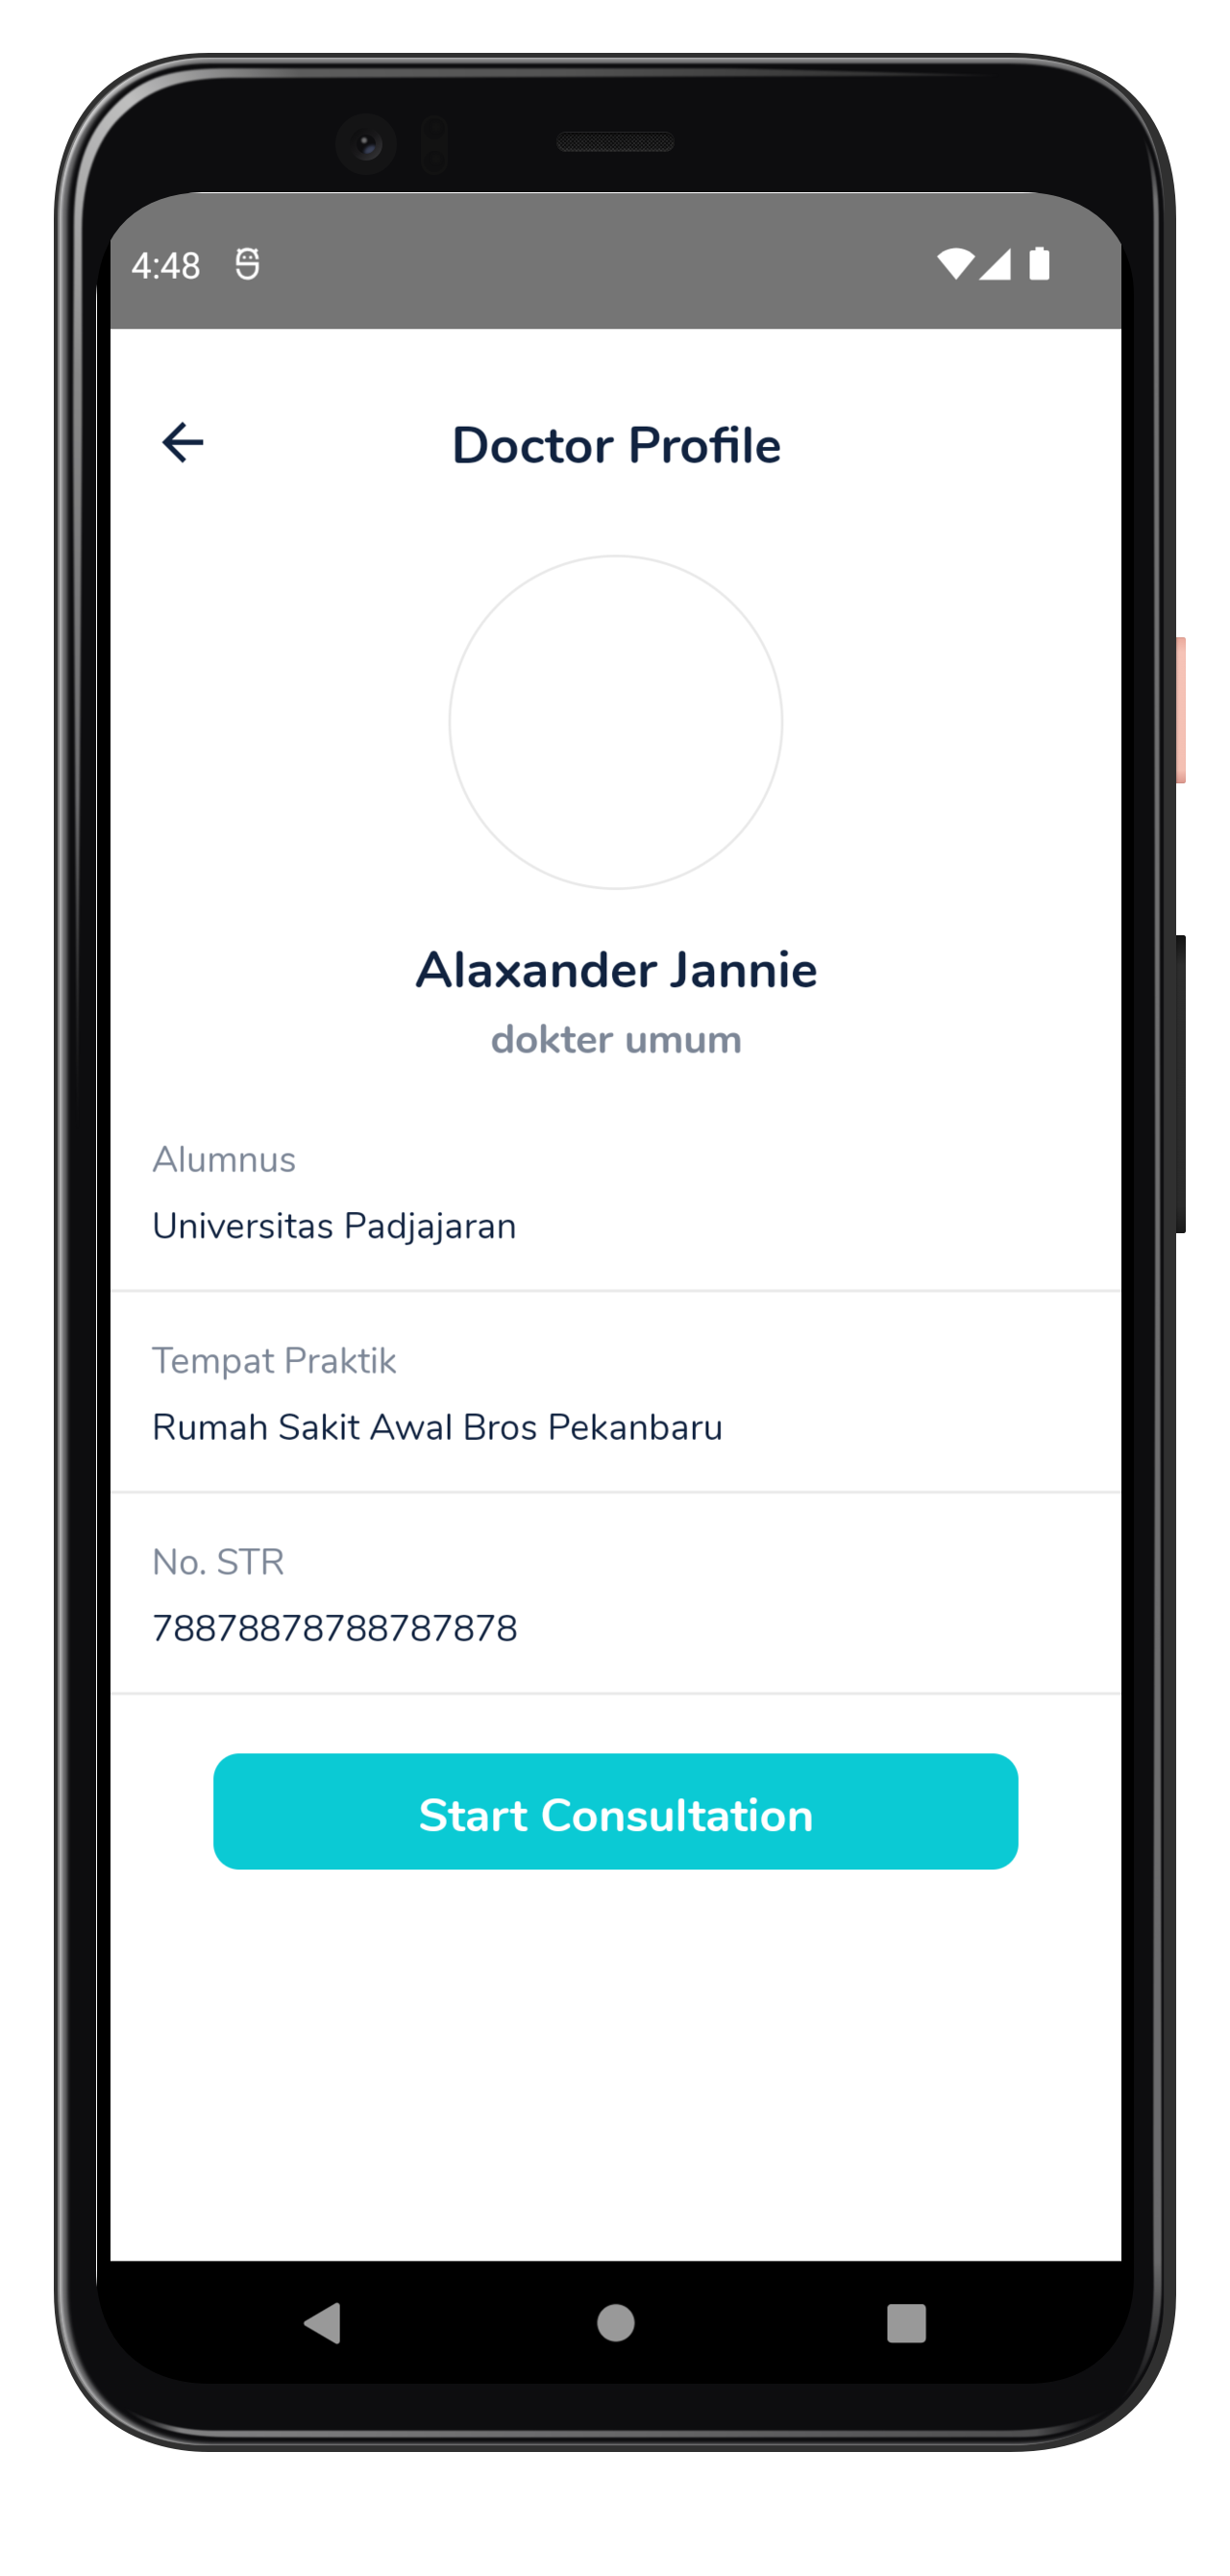 4:48
Doctor Profile
Alaxander Jannie
dokter umum
Alumnus
Universitas Padjajaran
Tempat Praktik
Rumah Sakit Awal Bros Pekanbaru
No. STR
78878878788787878
Start Consultation